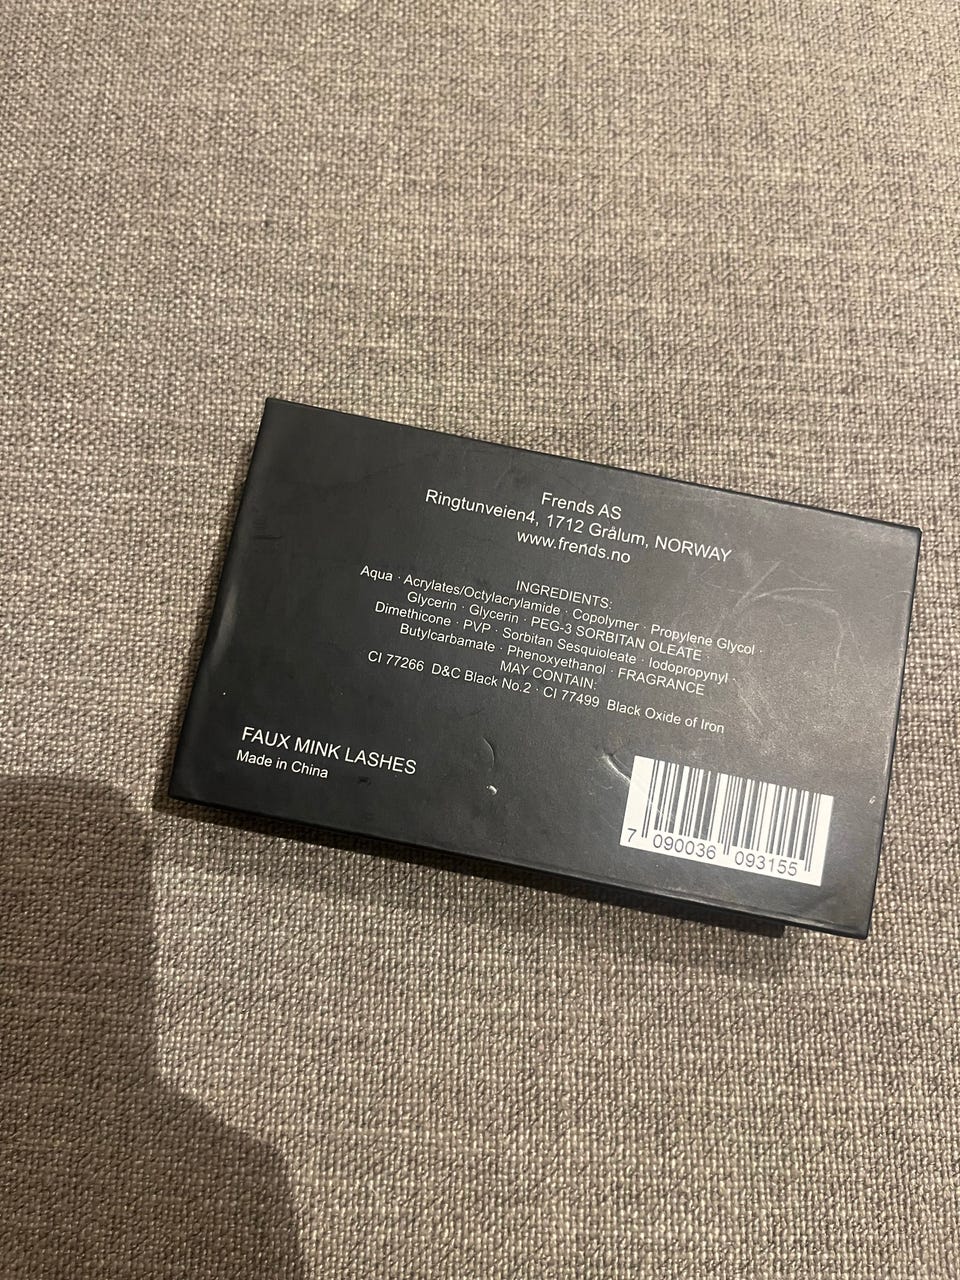 Frends AS
Ringtunveien4, 1712 Grålum, NORWAY
www.frends.no
INGREDIENTS:
Aqua · Acrylates/Octylacrylamide · Copolymer · Propylene Glycol ·
Glycerin · Glycerin · PEG-3 SORBITAN OLEATE ·
Dimethicone · PVP · Sorbitan Sesquioleate · Iodopropynyl ·
Butylcarbamate · Phenoxyethanol · FRAGRANCE
MAY CONTAIN:
CI 77266 D&C Black No.2 · CI 77499 Black Oxide of Iron
FAUX MINK LASHES
Made in China
7 090036 093155